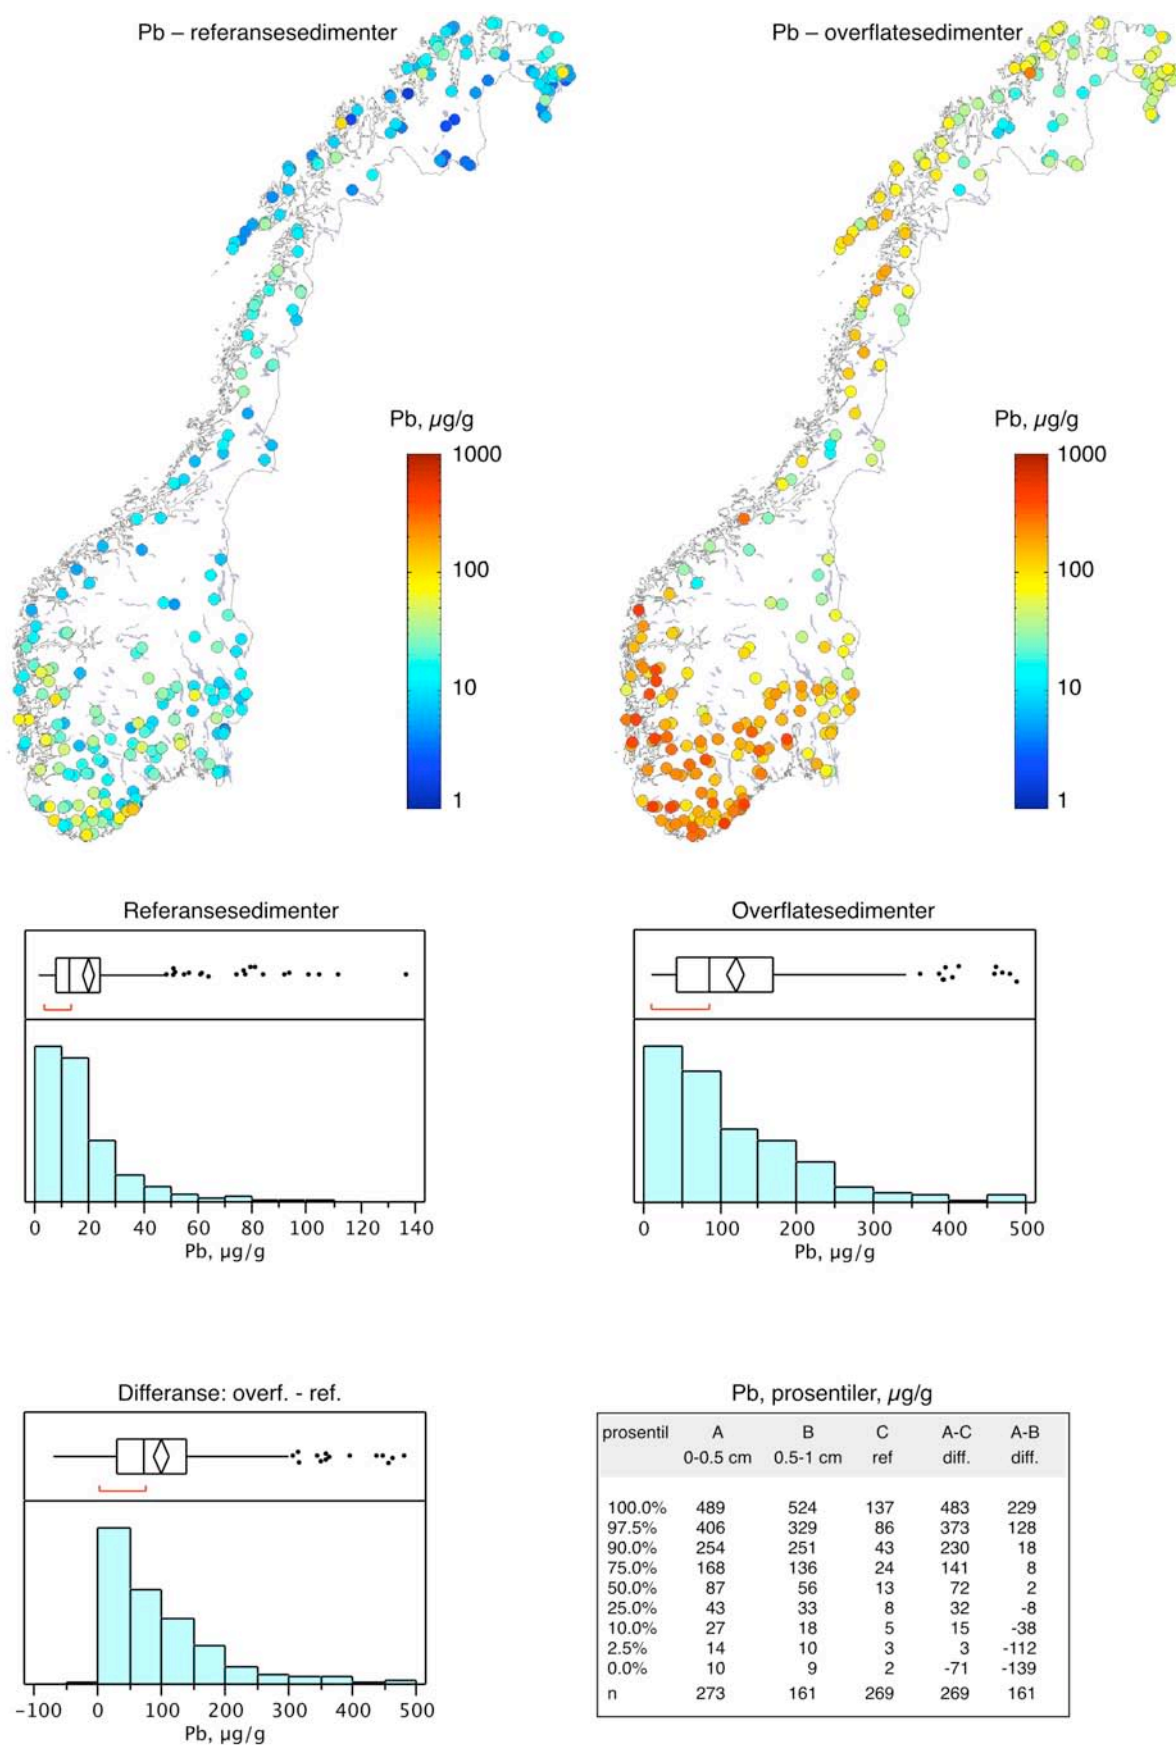 Pb – referansesedimenter
Pb – overflatesedimenter
Pb, µg/g
1000
100
10
1
Pb, µg/g
1000
100
10
1
Referansesedimenter
0 20 40 60 80 100 120 140
Pb, µg/g
Overflatesedimenter
0 100 200 300 400 500
Pb, µg/g
Differanse: overf. - ref.
−100 0 100 200 300 400 500
Pb, µg/g
Pb, prosentiler, µg/g
prosentil A B C A-C A-B
0-0.5 cm 0.5-1 cm ref diff. diff.
100.0% 489 524 137 483 229
97.5% 406 329 86 373 128
90.0% 254 251 43 230 18
75.0% 168 136 24 141 8
50.0% 87 56 13 72 2
25.0% 43 33 8 32 -8
10.0% 27 18 5 15 -38
2.5% 14 10 3 3 -112
0.0% 10 9 2 -71 -139
n 273 161 269 269 161